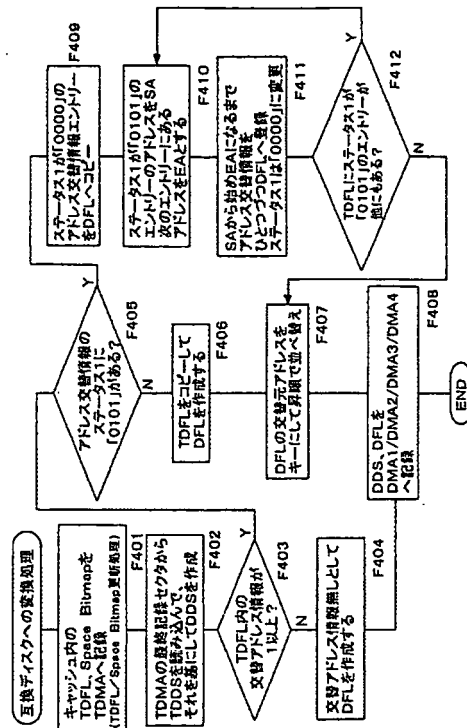 互換ディスクへの変換処理
キャッシュ内の
TDFL、Space Bitmapを
TDMAへ記録
(TDFL/Space Bitmap更新処理)
F401
TDMAの最終記録セクタから
TDDSを読み込んで、
それを基にしてDDSを作成
F402
TDFL内の
交替アドレス情報が
1以上?
F403
Y
N
交替アドレス情報無しとして
DFLを作成する
F404
アドレス交替情報の
ステータス1に
「0101」がある?
F405
Y
N
TDFLをコピーして
DFLを作成する
F406
DFLの交替元アドレスを
キーにして昇順で並べ替え
F407
DDS、DFLを
DMA1/DMA2/DMA3/DMA4
へ記録
F408
END
ステータス1が「0000」の
アドレス交替情報エントリー
をDFLへコピー
F409
ステータス1が「0101」の
エントリーのアドレスをSA
次のエントリーにある
アドレスをEAとする
F410
SAから始めEAになるまで
アドレス交替情報を
ひとつづつDFLへ登録
ステータス1は「0000」に変更
F411
TDFLにステータス1が
「0101」のエントリーが
他にもある?
F412
Y
N